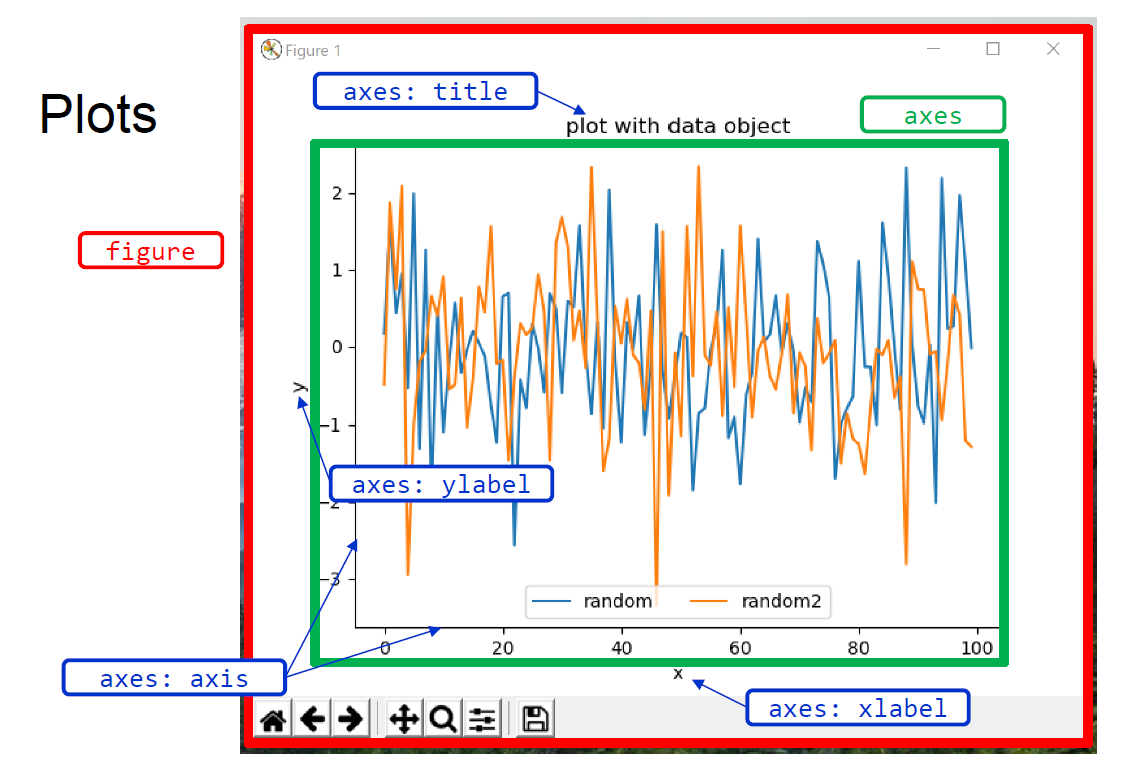 Figure 1
axes: title
Plots
axes
plot with data object
figure
2
1
0
y
−1
axes: ylabel
−2
−3
random random2
0 20 40 60 80 100
axes: axis
x
axes: xlabel